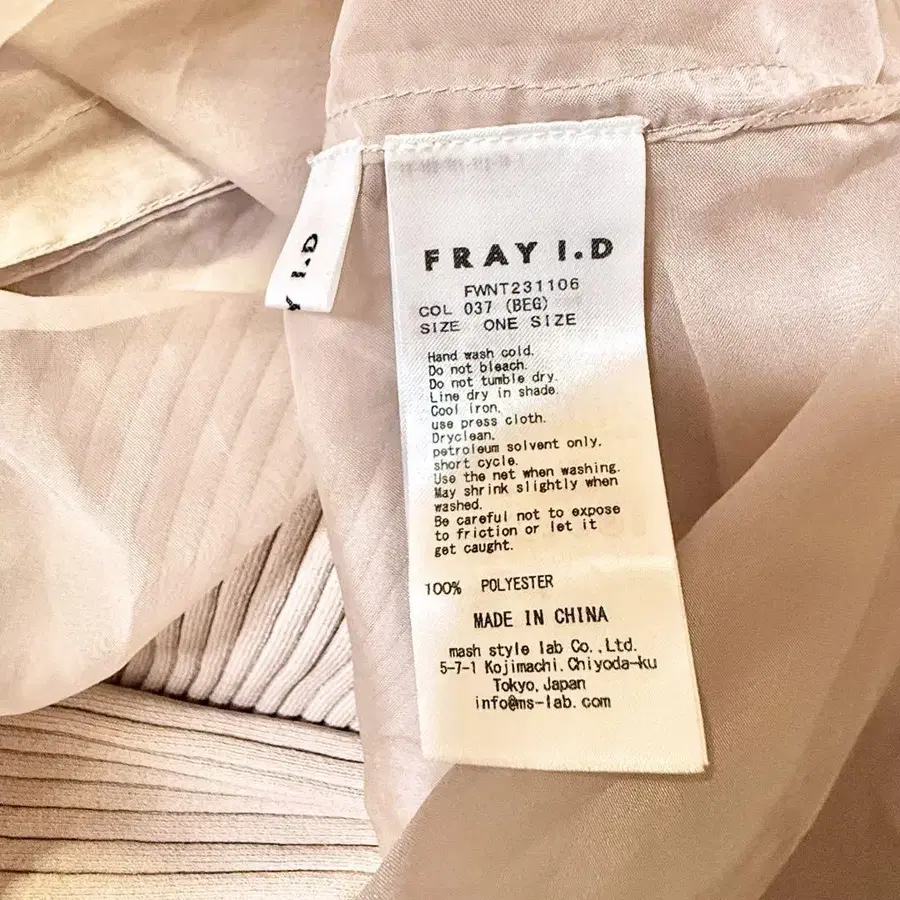 Y I.D
FRAY I.D
FWNT231106
COL 037 (BEG)
SIZE ONE SIZE
Hand wash cold.
Do not bleach.
Do not tumble dry.
Line dry in shade.
Cool iron.
use press cloth.
Dryclean.
petroleum solvent only.
short cycle.
Use the net when washing.
May shrink slightly when
washed.
Be careful not to expose
to friction or let it
get caught.
100% POLYESTER
MADE IN CHINA
mash style lab Co.,Ltd.
5-7-1 Kojimachi.Chiyoda-ku
Tokyo,Japan
info@ms-lab.com